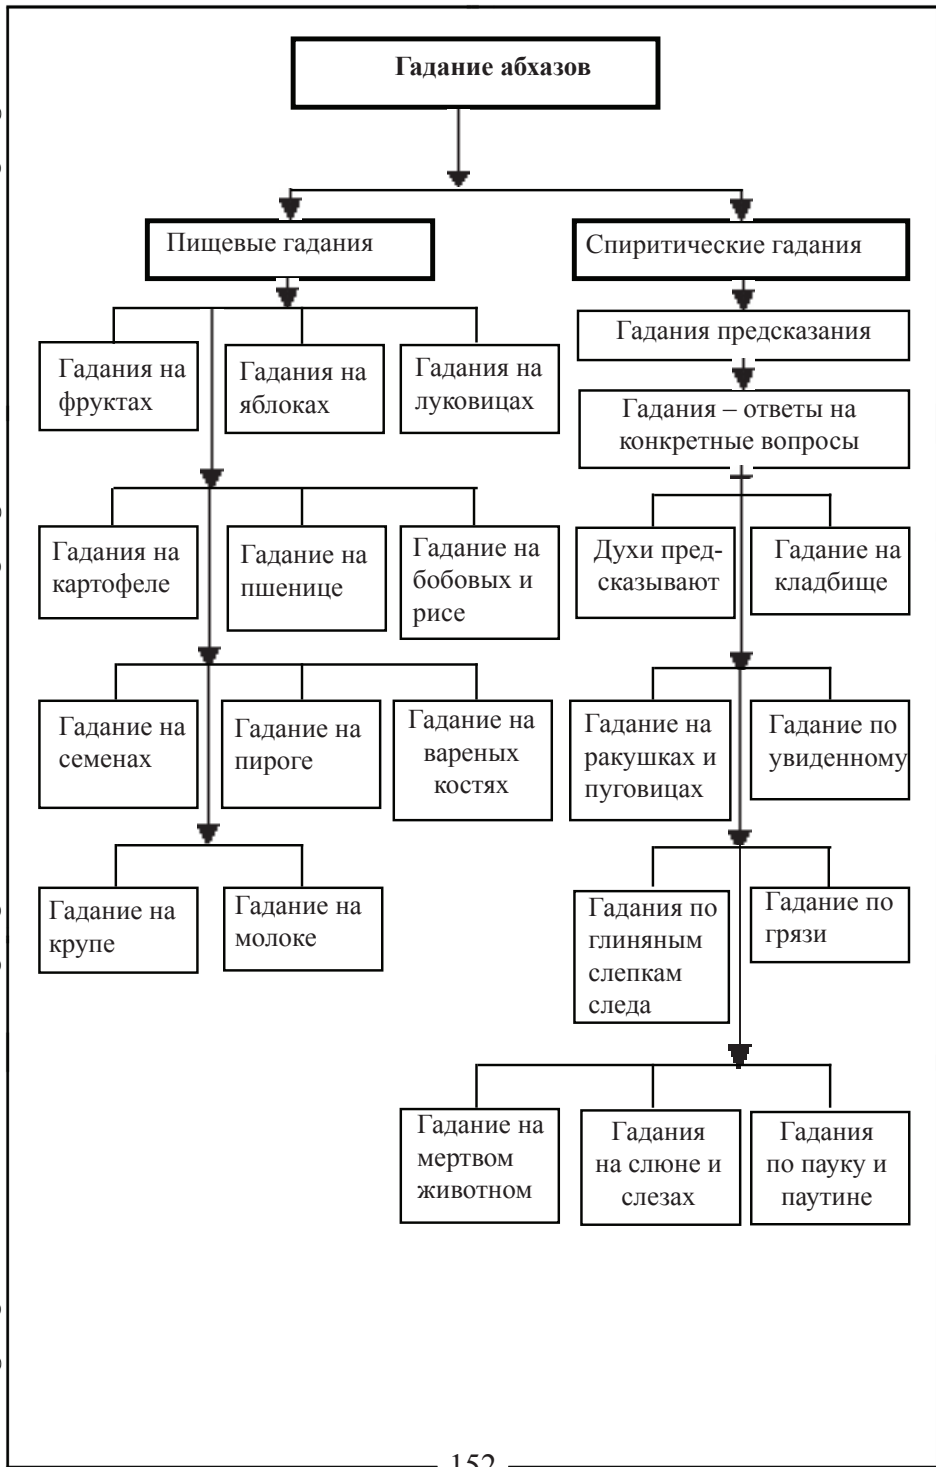 Гадание абхазов
Пищевые гадания
Спиритические гадания
Гадания предсказания
Гадания на
фруктах
Гадания на
яблоках
Гадания на
луковицах
Гадания – ответы на
конкретные вопросы
Гадания на
картофеле
Гадание на
пшенице
Гадание на
бобовых и
рисе
Духи пред-
сказывают
Гадание на
кладбище
Гадание на
семенах
Гадание на
пироге
Гадание на
вареных
костях
Гадание на
ракушках и
пуговицах
Гадание по
увиденному
Гадание на
крупе
Гадание на
молоке
Гадания по
глиняным
слепкам
следа
Гадание по
грязи
Гадание на
мертвом
животном
Гадания
на слюне и
слезах
Гадания
по пауку и
паутине
152